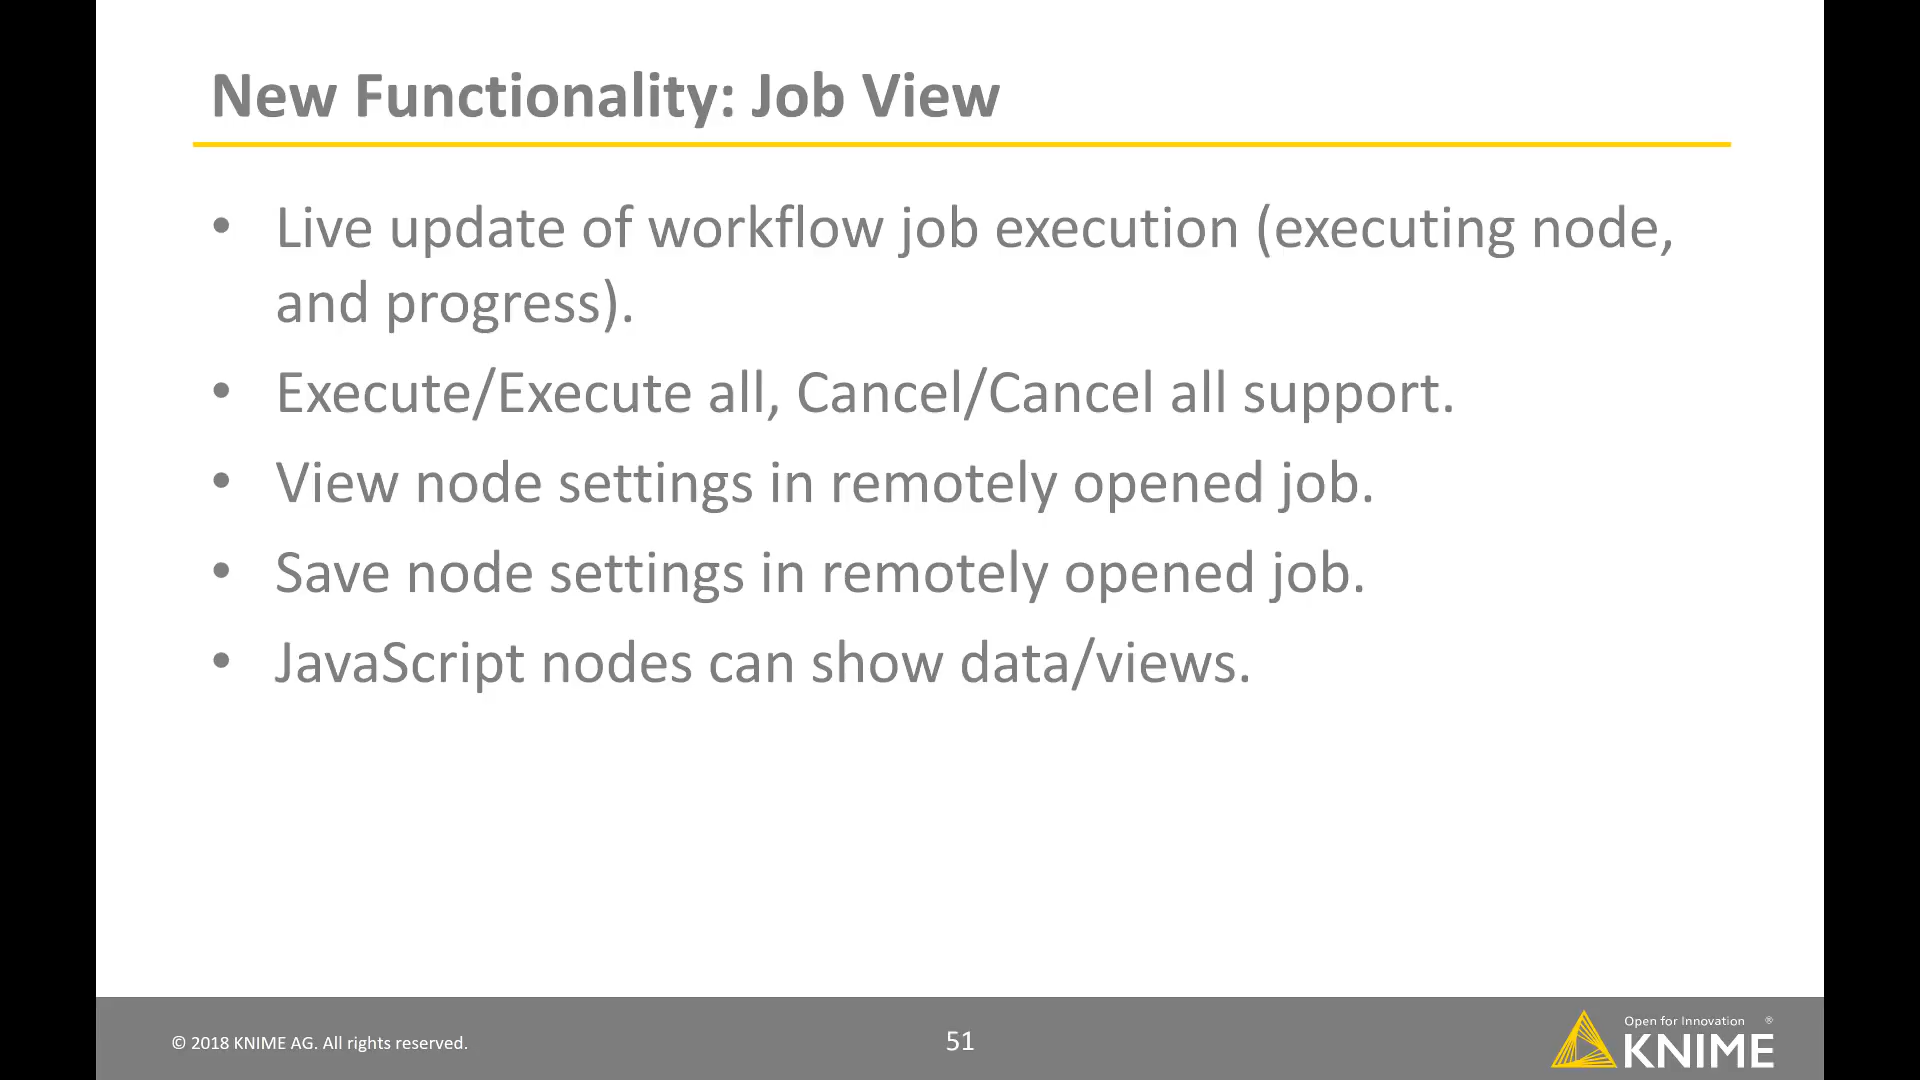 New Functionality: Job View
• Live update of workflow job execution (executing node,
and progress).
• Execute/Execute all, Cancel/Cancel all support.
• View node settings in remotely opened job.
• Save node settings in remotely opened job.
• JavaScript nodes can show data/views.
© 2018 KNIME AG. All rights reserved.
51
Open for Innovation ®
KNIME